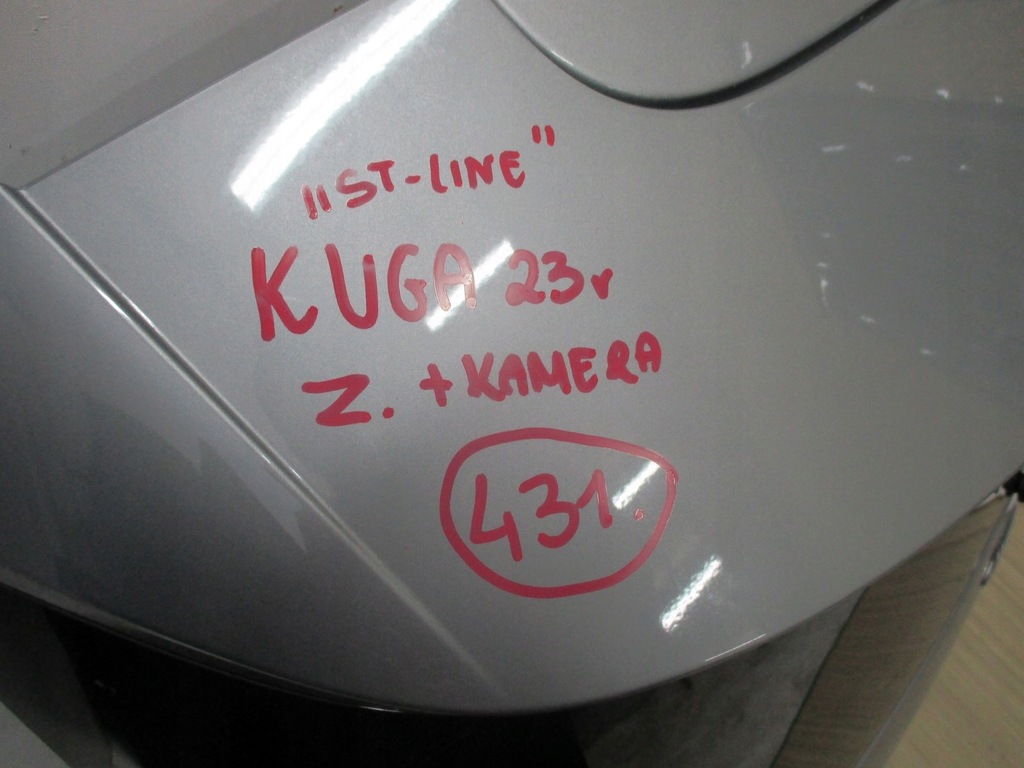 "ST-LINE"
KUGA 23r
Z. +KAMERA
431.